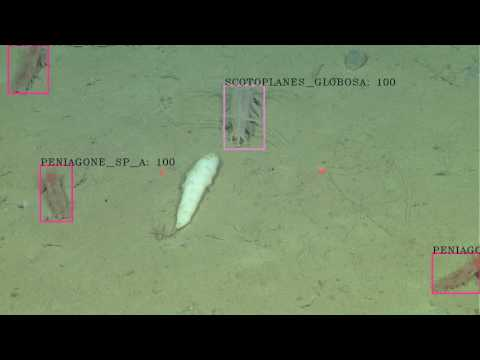 SCOTOPLANES_GLOBOSA: 100
PENIAGONE_SP_A: 100
PENIAGO